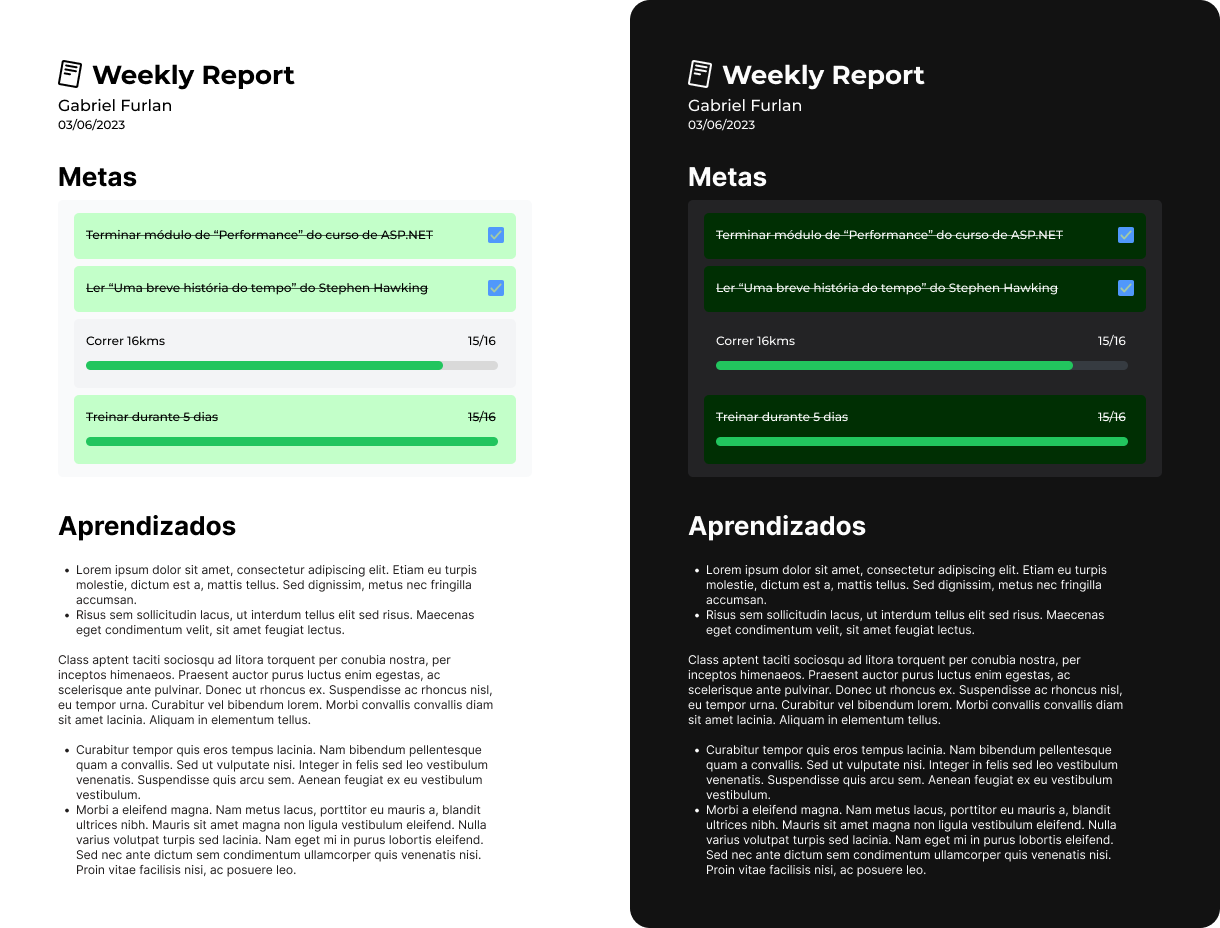 Weekly Report
Gabriel Furlan
03/06/2023
Metas
Terminar módulo de “Performance” do curso de ASP.NET
Ler “Uma breve história do tempo” do Stephen Hawking
Correr 16kms 15/16
Treinar durante 5 dias 15/16
Aprendizados
• Lorem ipsum dolor sit amet, consectetur adipiscing elit. Etiam eu turpis
molestie, dictum est a, mattis tellus. Sed dignissim, metus nec fringilla
accumsan.
• Risus sem sollicitudin lacus, ut interdum tellus elit sed risus. Maecenas
eget condimentum velit, sit amet feugiat lectus.
Class aptent taciti sociosqu ad litora torquent per conubia nostra, per
inceptos himenaeos. Praesent auctor purus luctus enim egestas, ac
scelerisque ante pulvinar. Donec ut rhoncus ex. Suspendisse ac rhoncus nisl,
eu tempor urna. Curabitur vel bibendum lorem. Morbi convallis convallis diam
sit amet lacinia. Aliquam in elementum tellus.
• Curabitur tempor quis eros tempus lacinia. Nam bibendum pellentesque
quam a convallis. Sed ut vulputate nisi. Integer in felis sed leo vestibulum
venenatis. Suspendisse quis arcu sem. Aenean feugiat ex eu vestibulum
vestibulum.
• Morbi a eleifend magna. Nam metus lacus, porttitor eu mauris a, blandit
ultrices nibh. Mauris sit amet magna non ligula vestibulum eleifend. Nulla
varius volutpat turpis sed lacinia. Nam eget mi in purus lobortis eleifend.
Sed nec ante dictum sem condimentum ullamcorper quis venenatis nisi.
Proin vitae facilisis nisi, ac posuere leo.
Weekly Report
Gabriel Furlan
03/06/2023
Metas
Terminar módulo de “Performance” do curso de ASP.NET
Ler “Uma breve história do tempo” do Stephen Hawking
Correr 16kms 15/16
Treinar durante 5 dias 15/16
Aprendizados
• Lorem ipsum dolor sit amet, consectetur adipiscing elit. Etiam eu turpis
molestie, dictum est a, mattis tellus. Sed dignissim, metus nec fringilla
accumsan.
• Risus sem sollicitudin lacus, ut interdum tellus elit sed risus. Maecenas
eget condimentum velit, sit amet feugiat lectus.
Class aptent taciti sociosqu ad litora torquent per conubia nostra, per
inceptos himenaeos. Praesent auctor purus luctus enim egestas, ac
scelerisque ante pulvinar. Donec ut rhoncus ex. Suspendisse ac rhoncus nisl,
eu tempor urna. Curabitur vel bibendum lorem. Morbi convallis convallis diam
sit amet lacinia. Aliquam in elementum tellus.
• Curabitur tempor quis eros tempus lacinia. Nam bibendum pellentesque
quam a convallis. Sed ut vulputate nisi. Integer in felis sed leo vestibulum
venenatis. Suspendisse quis arcu sem. Aenean feugiat ex eu vestibulum
vestibulum.
• Morbi a eleifend magna. Nam metus lacus, porttitor eu mauris a, blandit
ultrices nibh. Mauris sit amet magna non ligula vestibulum eleifend. Nulla
varius volutpat turpis sed lacinia. Nam eget mi in purus lobortis eleifend.
Sed nec ante dictum sem condimentum ullamcorper quis venenatis nisi.
Proin vitae facilisis nisi, ac posuere leo.